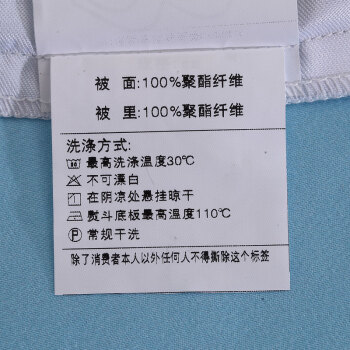 被 面:100%聚酯纤维
被 里:100%聚酯纤维
洗涤方式:
最高洗涤温度30℃
不可漂白
在阴凉处悬挂晾干
熨斗底板最高温度110℃
Ⓟ 常规干洗
除了消费者本人以外任何人不得撕除这个标签